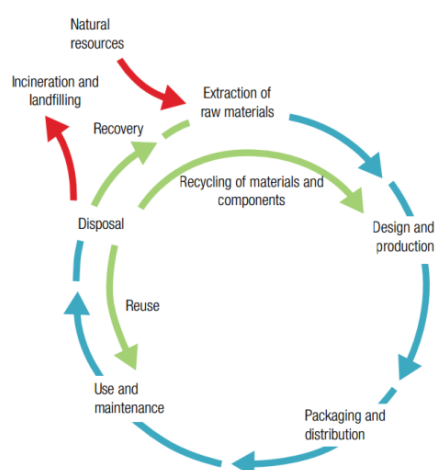 Natural
resources
Incineration and
landfilling
Extraction of
raw materials
Recovery
Recycling of materials and
components
Disposal
Design and
production
Reuse
Use and
maintenance
Packaging and
distribution